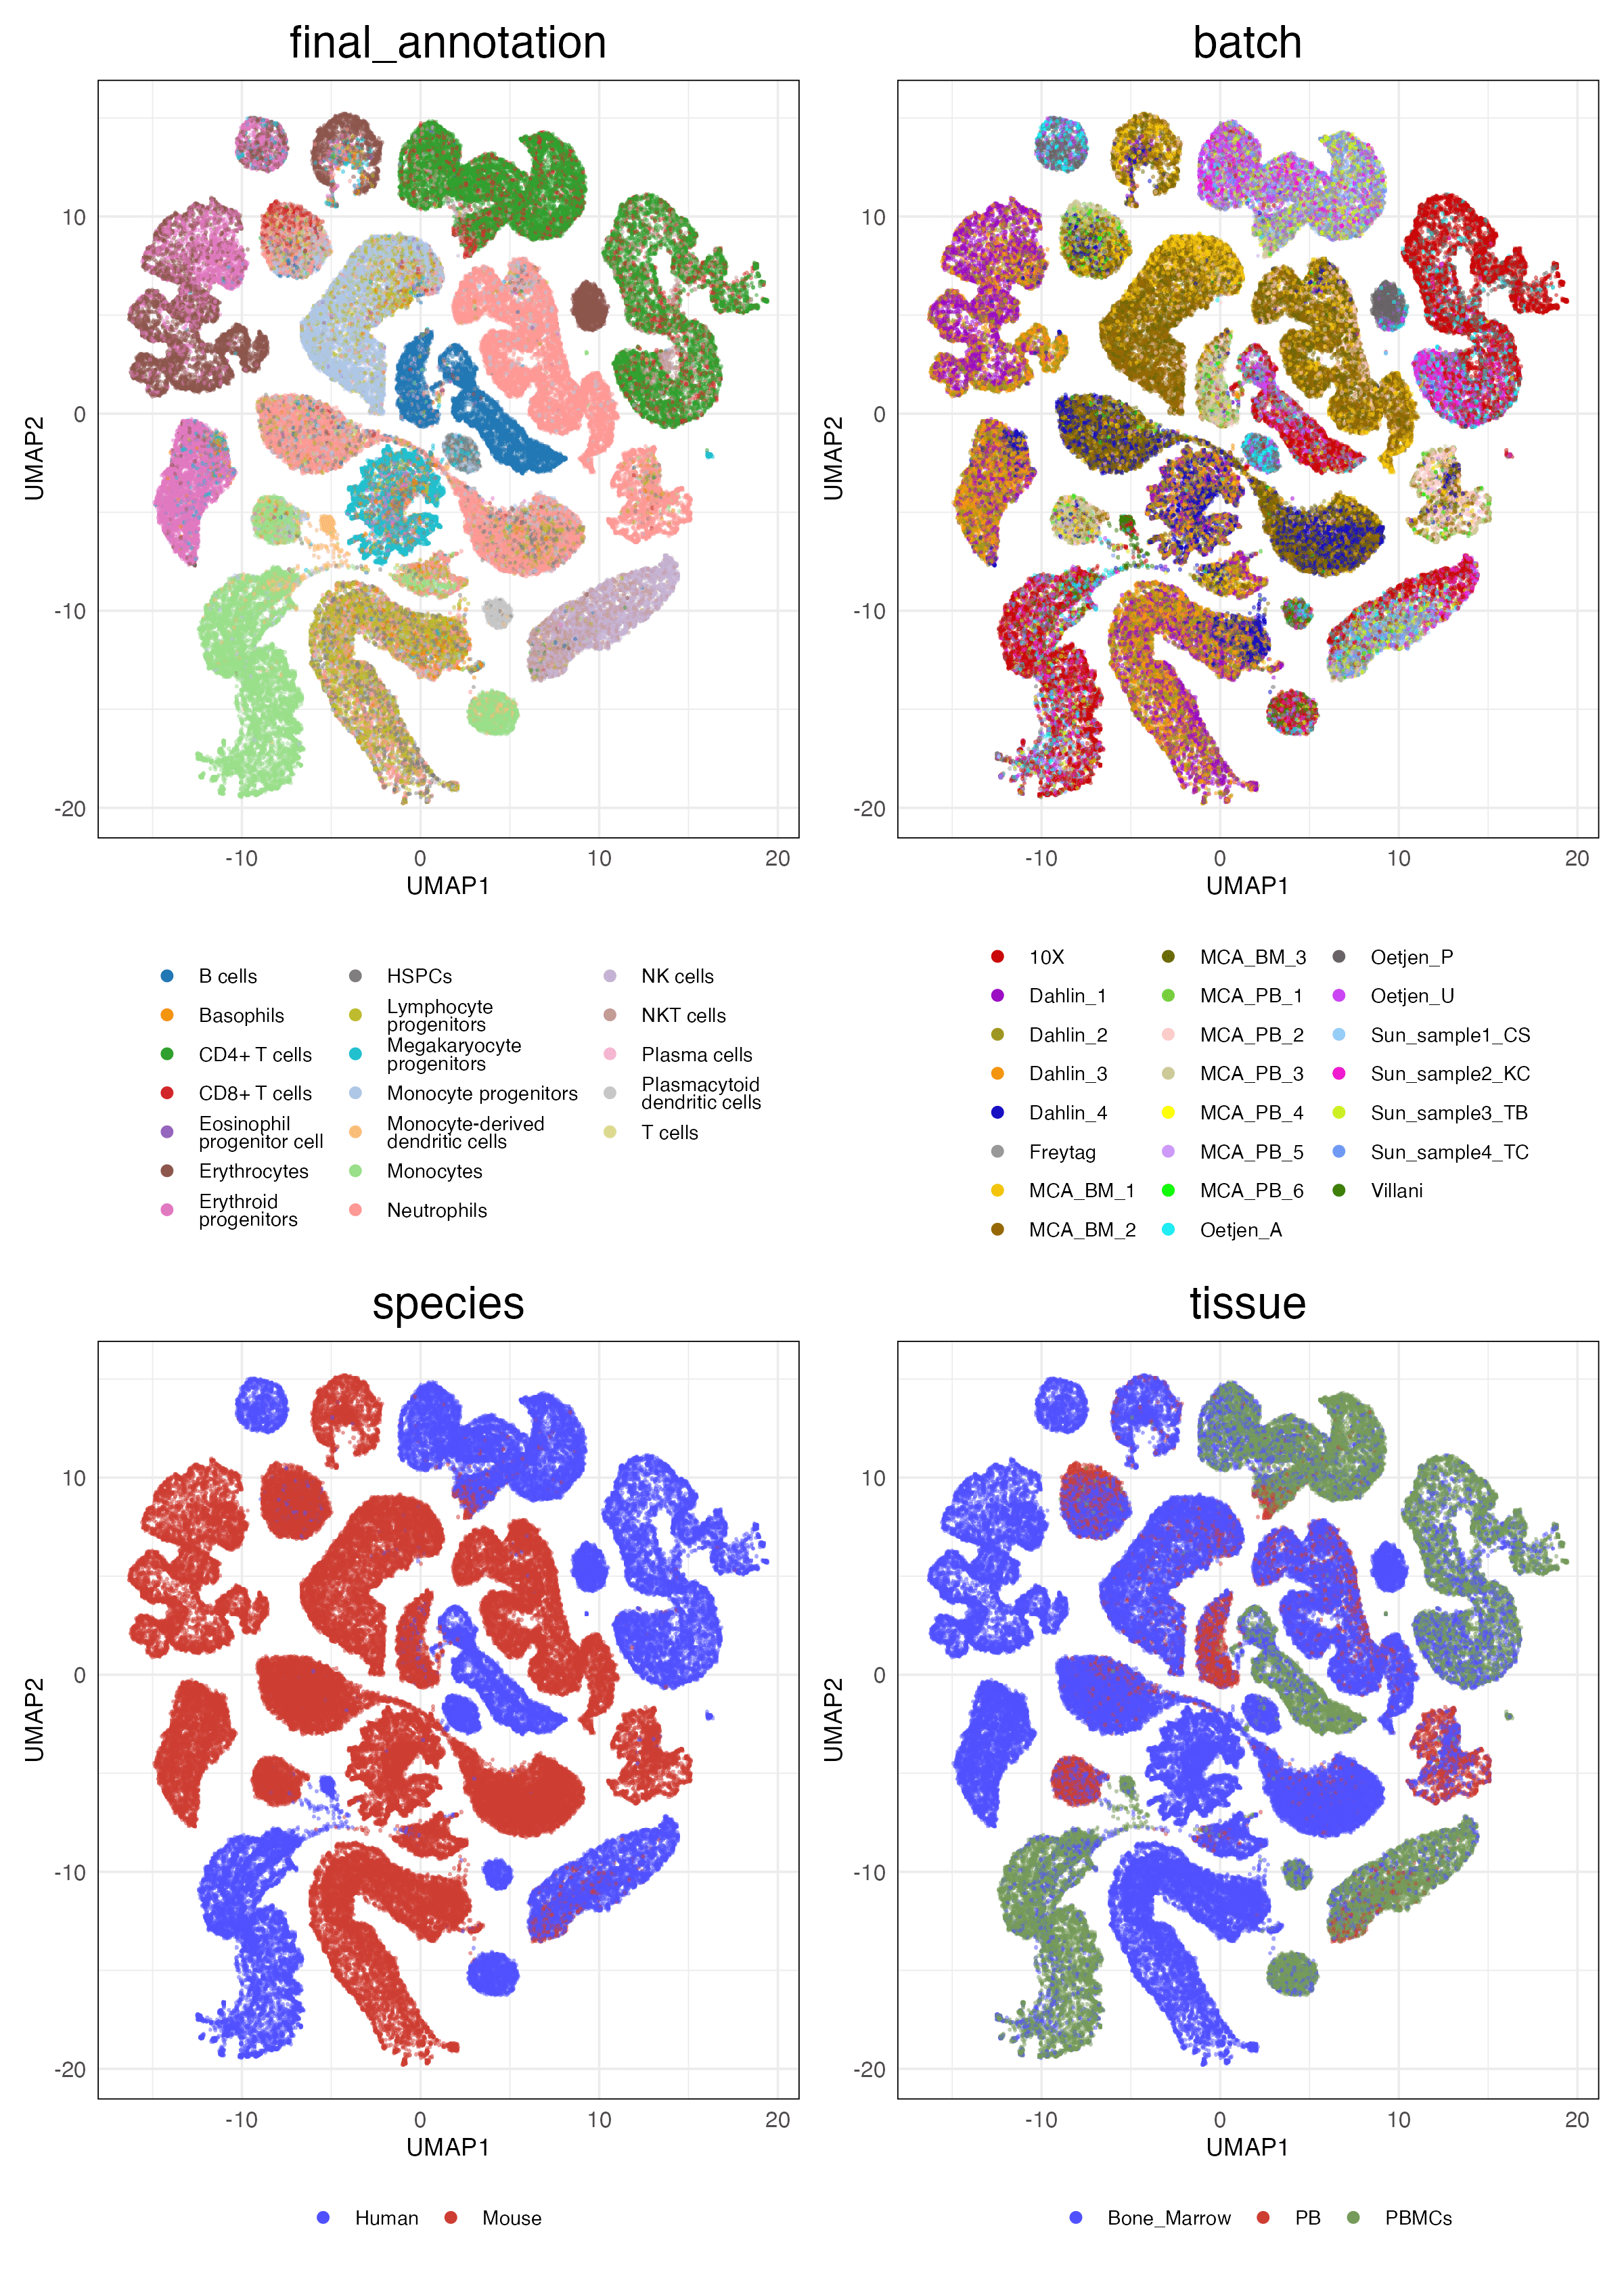 final_annotation
batch
10
0
-10
-20
UMAP2
-10
0
10
20
UMAP1
10
0
-10
-20
UMAP2
-10
0
10
20
UMAP1
B cells
Basophils
CD4+ T cells
CD8+ T cells
Eosinophil
progenitor cell
Erythrocytes
Erythroid
progenitors
HSPCs
Lymphocyte
progenitors
Megakaryocyte
progenitors
Monocyte progenitors
Monocyte-derived
dendritic cells
Monocytes
Neutrophils
NK cells
NKT cells
Plasma cells
Plasmacytoid
dendritic cells
T cells
10X
Dahlin_1
Dahlin_2
Dahlin_3
Dahlin_4
Freytag
MCA_BM_1
MCA_BM_2
MCA_BM_3
MCA_PB_1
MCA_PB_2
MCA_PB_3
MCA_PB_4
MCA_PB_5
MCA_PB_6
Oetjen_A
Oetjen_P
Oetjen_U
Sun_sample1_CS
Sun_sample2_KC
Sun_sample3_TB
Sun_sample4_TC
Villani
species
tissue
10
0
-10
-20
UMAP2
-10
0
10
20
UMAP1
10
0
-10
-20
UMAP2
-10
0
10
20
UMAP1
Human
Mouse
Bone_Marrow
PB
PBMCs